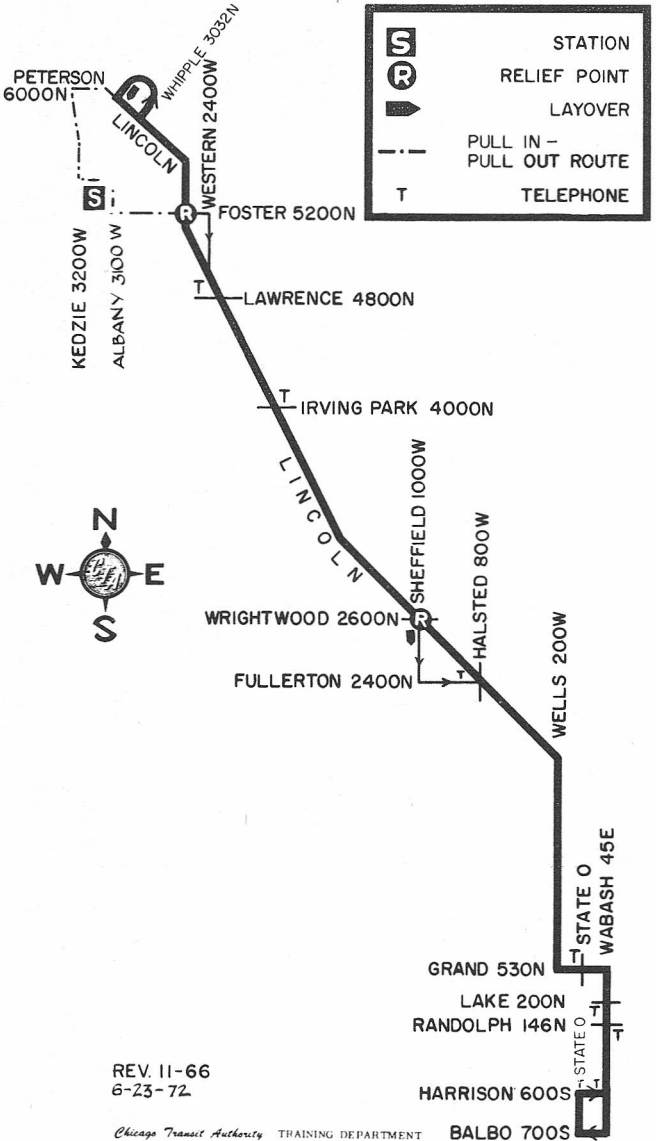 WHIPPLE 3032N
PETERSON
6000N
LINCOLN
WESTERN 2400W
S
R
FOSTER 5200N
KEDZIE 3200W
ALBANY 3100 W
T
LAWRENCE 4800N
T
IRVING PARK 4000N
LINCOLN
S STATION
R RELIEF POINT
LAYOVER
PULL IN -
PULL OUT ROUTE
T TELEPHONE
N
W E
S
SHEFFIELD 1000W
HALSTED 800W
WRIGHTWOOD 2600N
R
FULLERTON 2400N
T
WELLS 200W
STATE 0
WABASH 45E
T
GRAND 530N
LAKE 200N
T
RANDOLPH 146N
T
STATE 0
HARRISON 600S
T
BALBO 700S
REV. 11-66
6-23-72
Chicago Transit Authority TRAINING DEPARTMENT